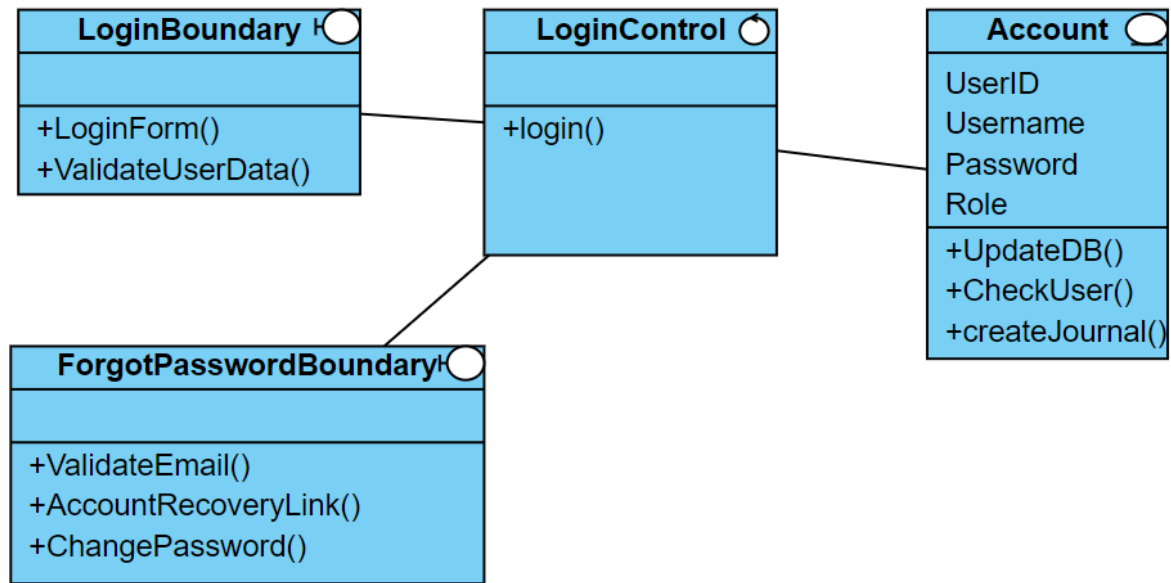 LoginBoundary
+LoginForm()
+ValidateUserData()
LoginControl
+login()
Account
UserID
Username
Password
Role
+UpdateDB()
+CheckUser()
+createJournal()
ForgotPasswordBoundary
+ValidateEmail()
+AccountRecoveryLink()
+ChangePassword()